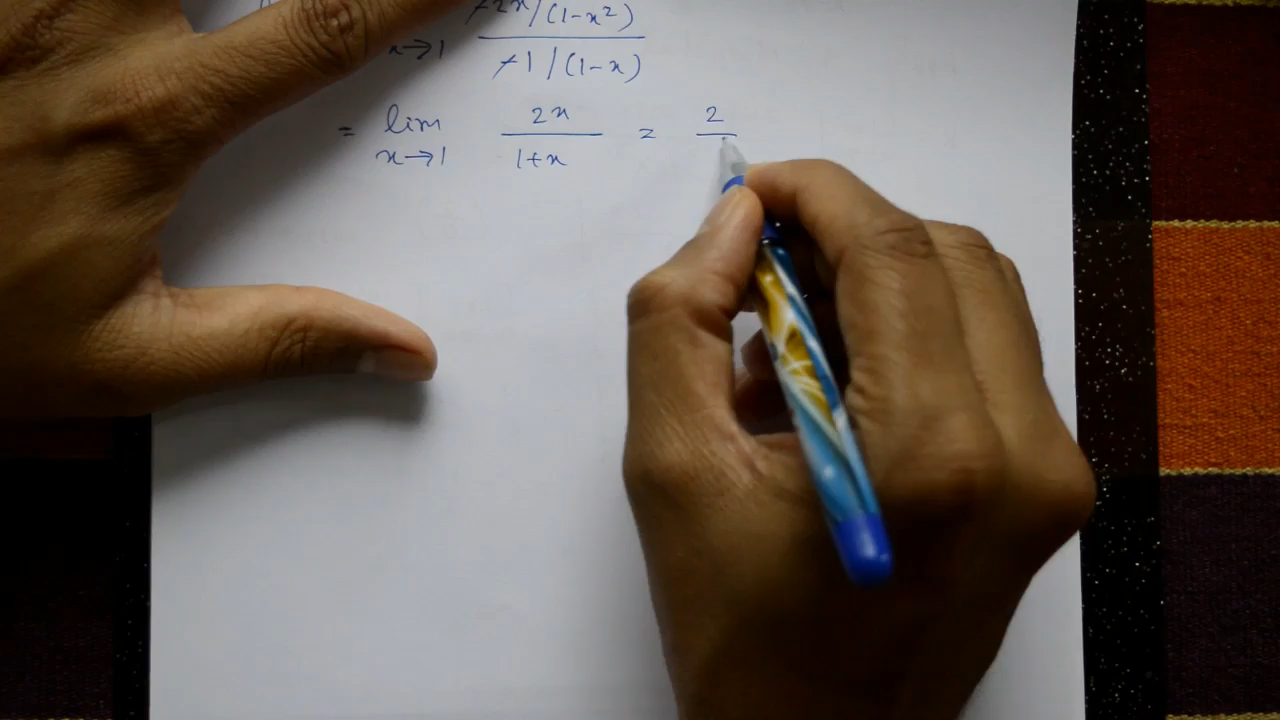 -2x/(1-x²)
x→1 -1/(1-x)
= lim 2x = 2
x→1 1+x